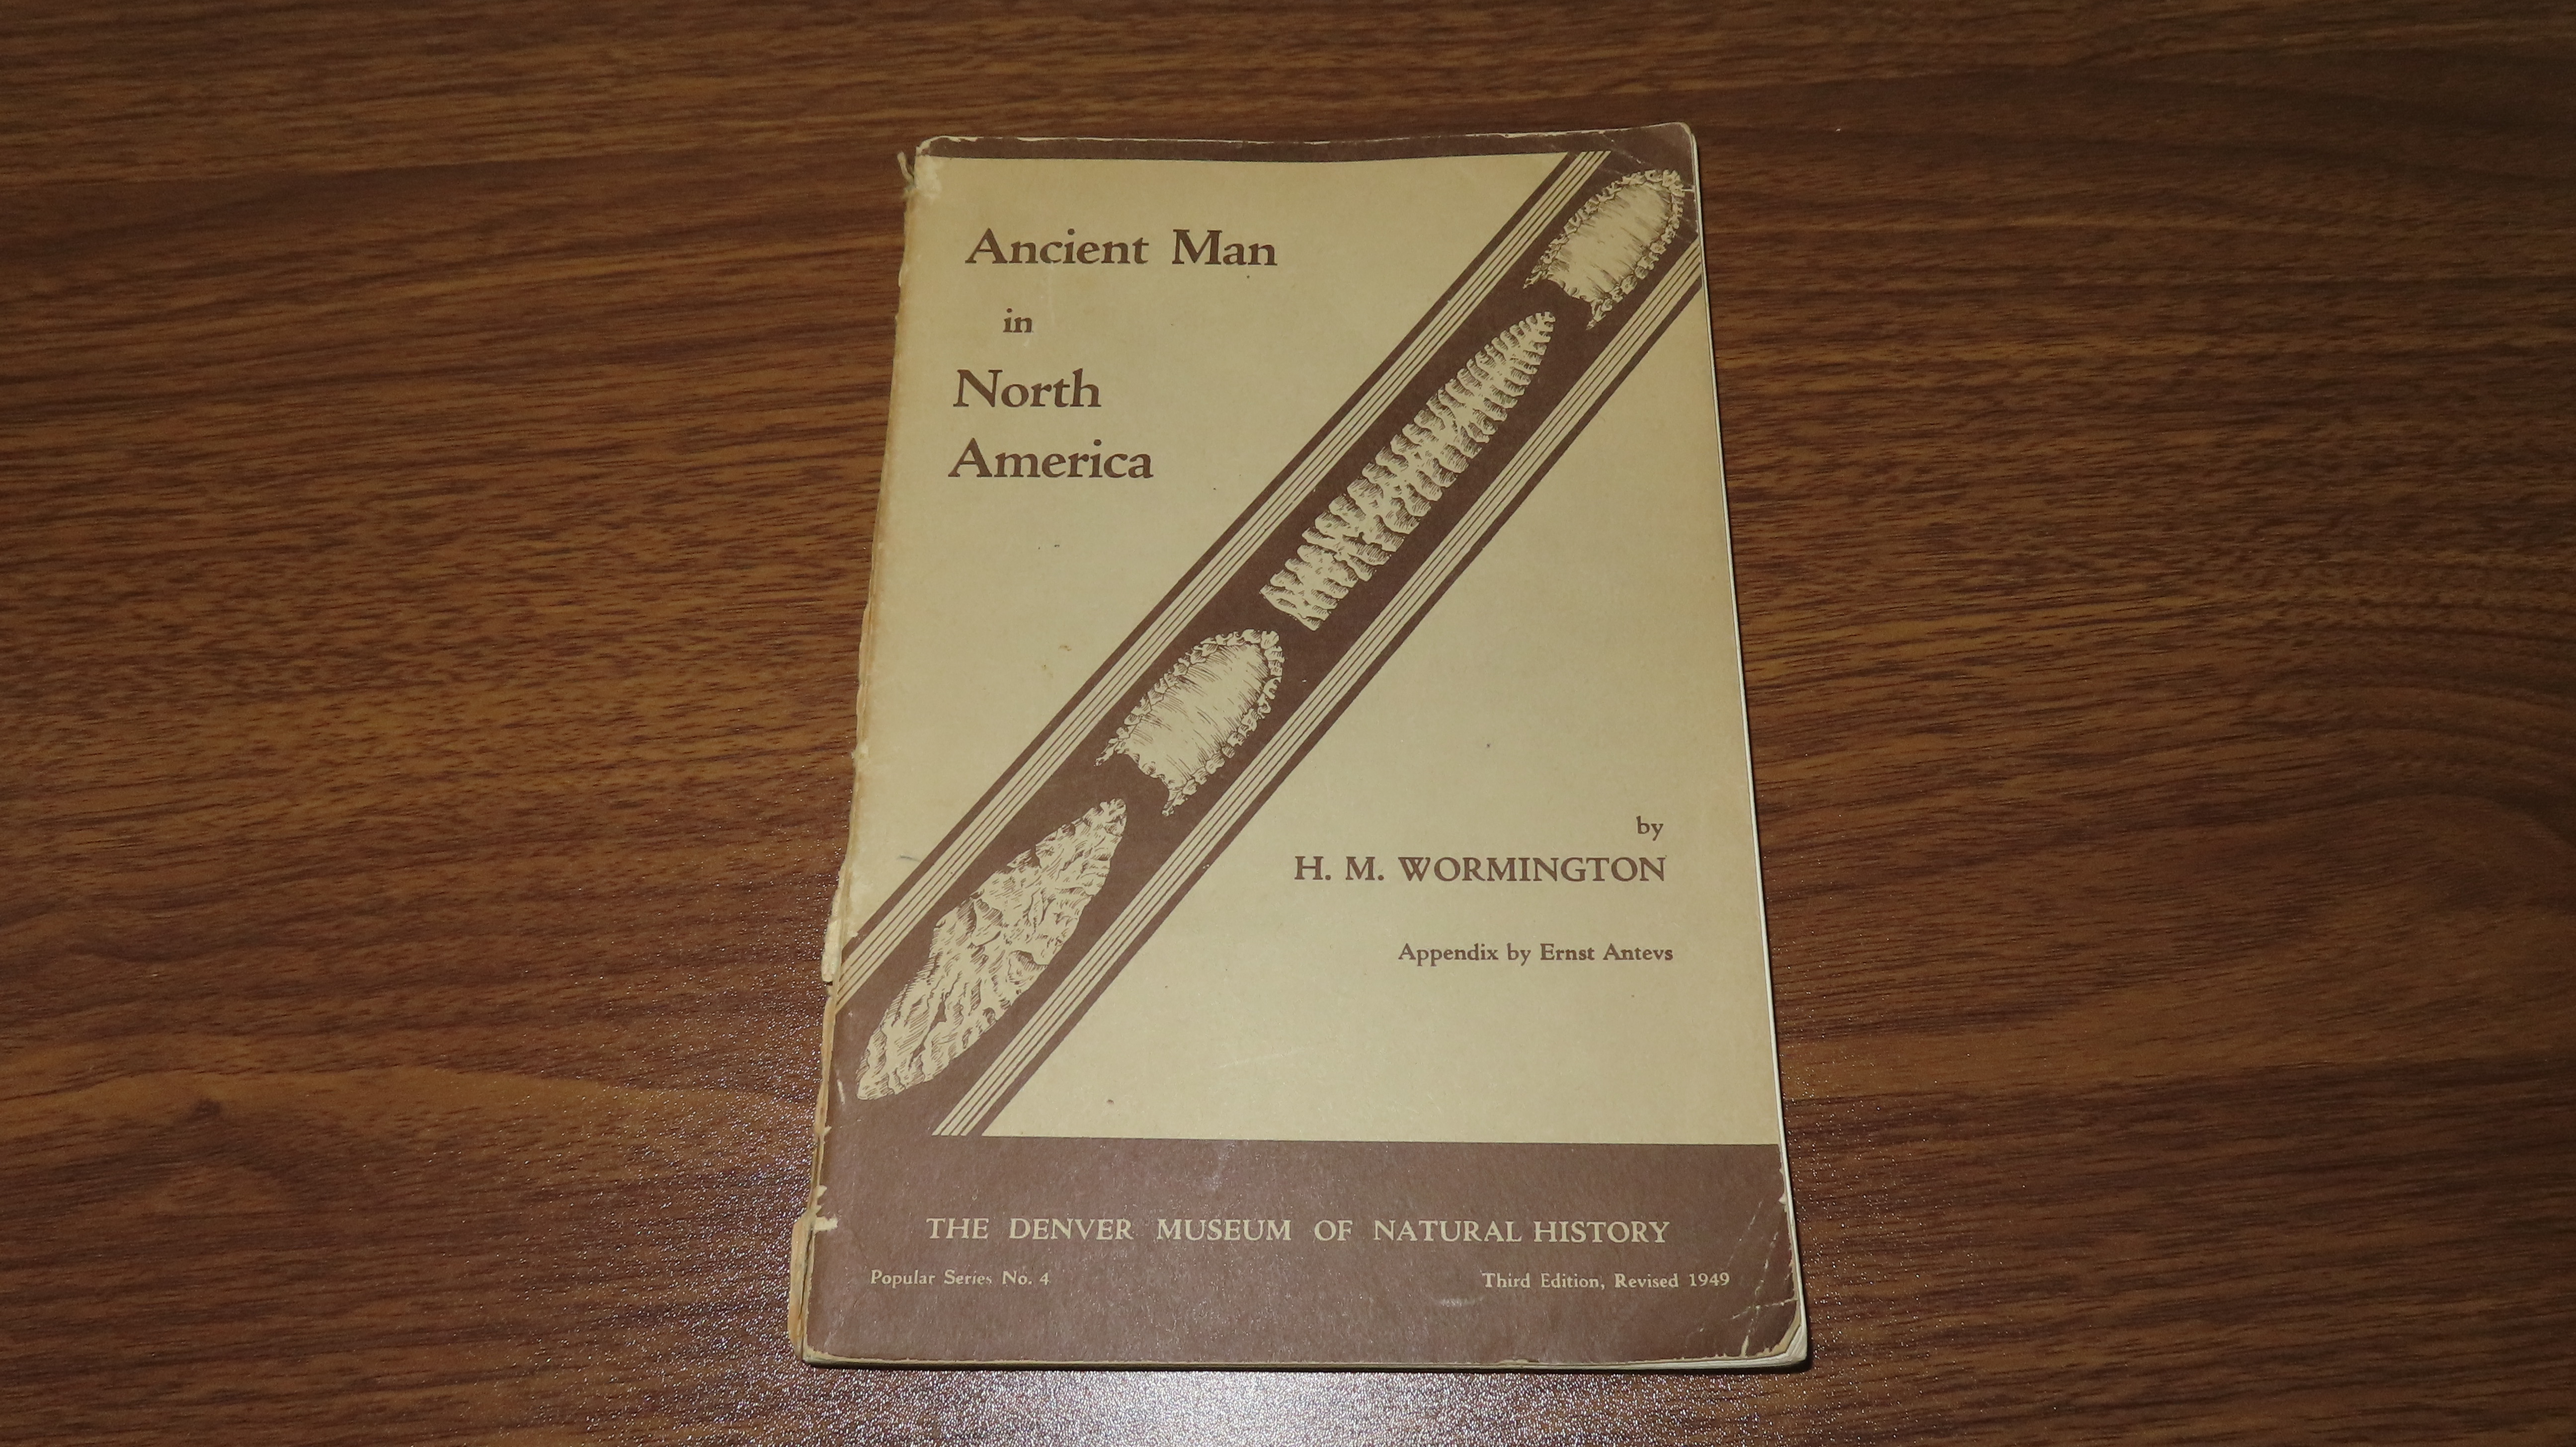 Ancient Man
in
North
America
by
H. M. WORMINGTON
Appendix by Ernst Antevs
THE DENVER MUSEUM OF NATURAL HISTORY
Popular Series No. 4
Third Edition, Revised 1949